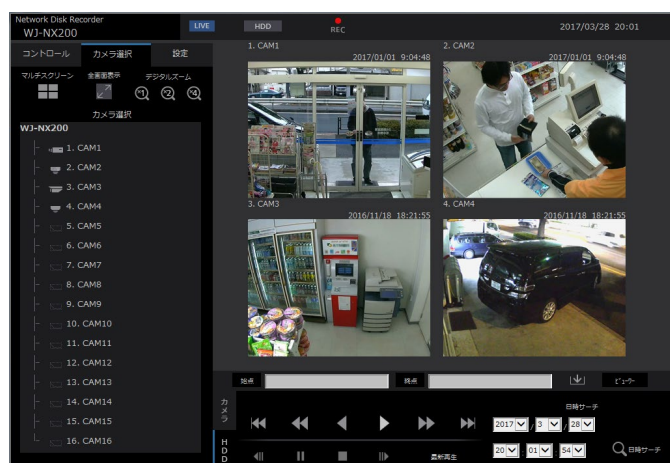 Network Disk Recorder
WJ-NX200
LIVE
HDD
REC
2017/03/28 20:01
コントロール
カメラ選択
設定
マルチスクリーン
全画面表示
デジタルズーム
カメラ選択
WJ-NX200
1. CAM1
2. CAM2
3. CAM3
4. CAM4
5. CAM5
6. CAM6
7. CAM7
8. CAM8
9. CAM9
10. CAM10
11. CAM11
12. CAM12
13. CAM13
14. CAM14
15. CAM15
16. CAM16
1. CAM1
2017/01/01 9:04:48
2. CAM2
2017/01/01 9:04:48
3. CAM3
2016/11/18 18:21:55
4. CAM4
2016/11/18 18:21:55
始点
終点
ビューワー
カメラ
HDD
最新再生
日時サーチ
2017 / 3 / 28
20 : 01 : 54
日時サーチ